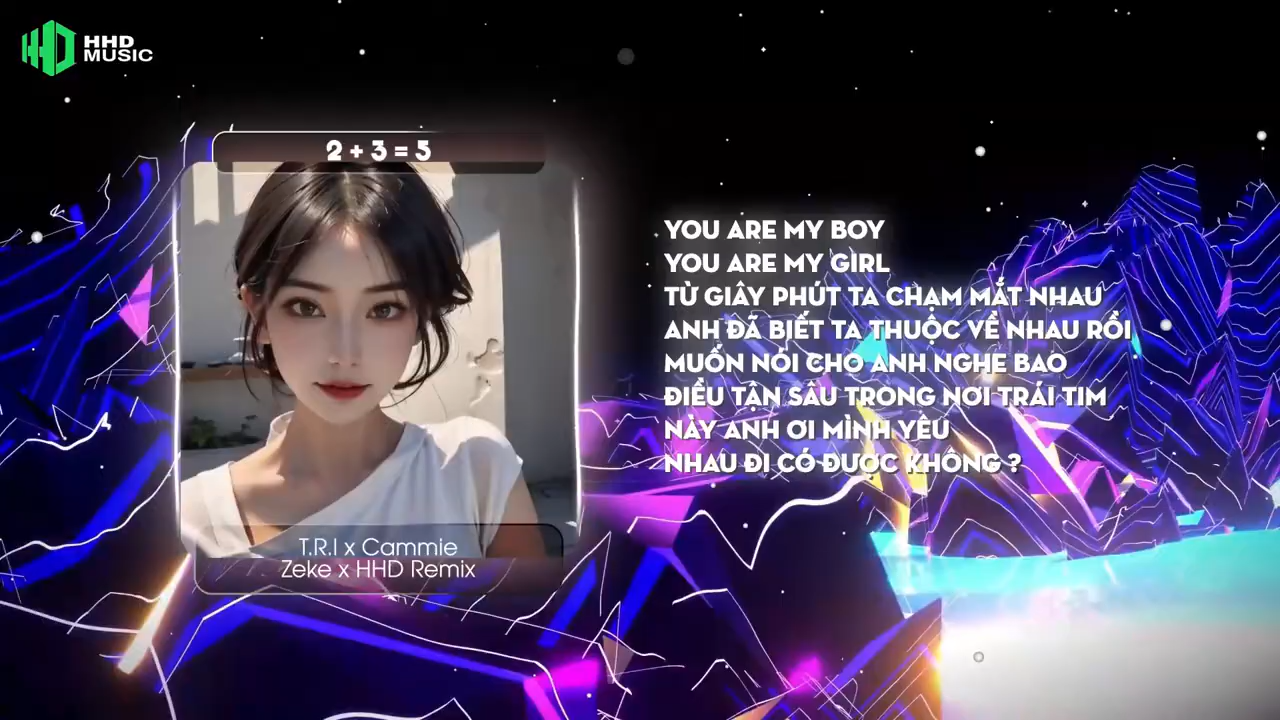 HHD
MUSIC
2 + 3 = 5
YOU ARE MY BOY
YOU ARE MY GIRL
TỪ GIÂY PHÚT TA CHẠM MẮT NHAU
ANH ĐÃ BIẾT TA THUỘC VỀ NHAU RỒI
MUỐN NÓI CHO ANH NGHE BAO
ĐIỀU TẬN SÂU TRONG NƠI TRÁI TIM
NÀY ANH ƠI MÌNH YÊU
NHAU ĐI CÓ ĐƯỢC KHÔNG ?
T.R.I x Cammie
Zeke x HHD Remix